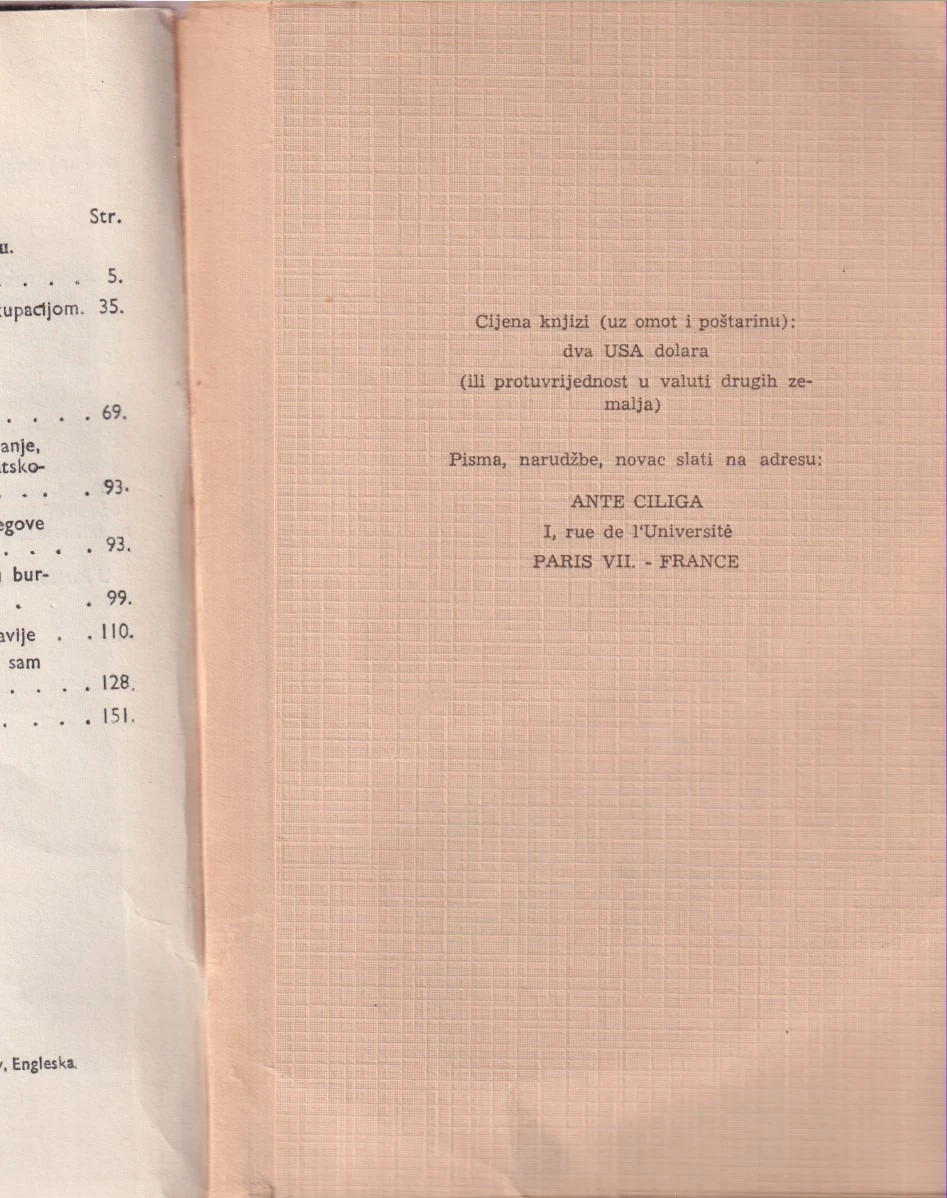 Str.
u.
. . . . 5.
kupacijom. 35.
. . . . 69.
anje,
atsko-
. . . . 93.
egove
. . . . 93.
bur-
. . 99.
avije . . 110.
sam
. . . . 128.
. . . . 151.
, Engleska.
Cijena knjizi (uz omot i poštarinu):
dva USA dolara
(ili protuvrijednost u valuti drugih ze-
malja)
Pisma, narudžbe, novac slati na adresu:
ANTE CILIGA
I, rue de l'Université
PARIS VII. - FRANCE